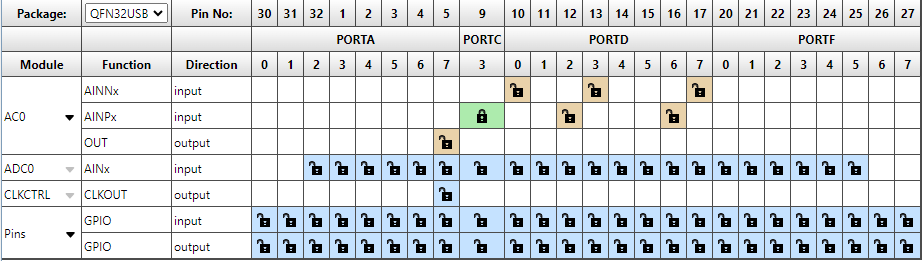 Package: QFN32USB Pin No: 30 31 32 1 2 3 4 5 9 10 11 12 13 14 15 16 17 20 21 22 23 24 25 26 27
PORTA PORTC PORTD PORTF
Module Function Direction 0 1 2 3 4 5 6 7 3 0 1 2 3 4 5 6 7 0 1 2 3 4 5 6 7
AINNx input
AC0 AINPx input
OUT output
ADC0 AINx input
CLKCTRL CLKOUT output
Pins GPIO input
GPIO output